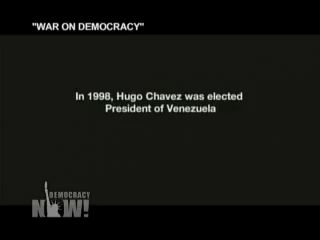 "WAR ON DEMOCRACY"
In 1998, Hugo Chavez was elected
President of Venezuela
DEMOCRACY
NOW!